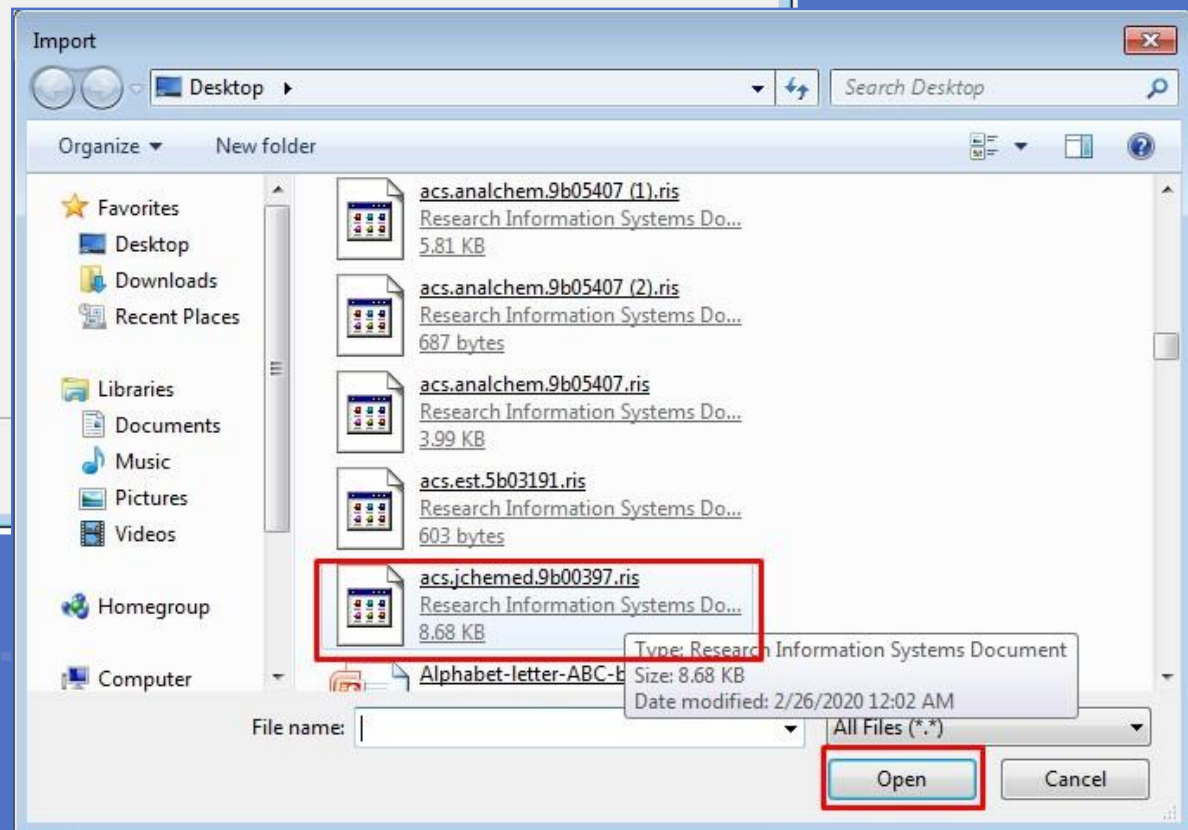 Import
Desktop
Search Desktop
Organize
New folder
Favorites
Desktop
Downloads
Recent Places
Libraries
Documents
Music
Pictures
Videos
Homegroup
Computer
acs.analchem.9b05407 (1).ris
Research Information Systems Do...
5.81 KB
acs.analchem.9b05407 (2).ris
Research Information Systems Do...
687 bytes
acs.analchem.9b05407.ris
Research Information Systems Do...
3.99 KB
acs.est.5b03191.ris
Research Information Systems Do...
603 bytes
acs.jchemed.9b00397.ris
Research Information Systems Do...
8.68 KB
Alphabet-letter-ABC-b
Type: Research Information Systems Document
Size: 8.68 KB
Date modified: 2/26/2020 12:02 AM
File name:
All Files (*.*)
Open
Cancel